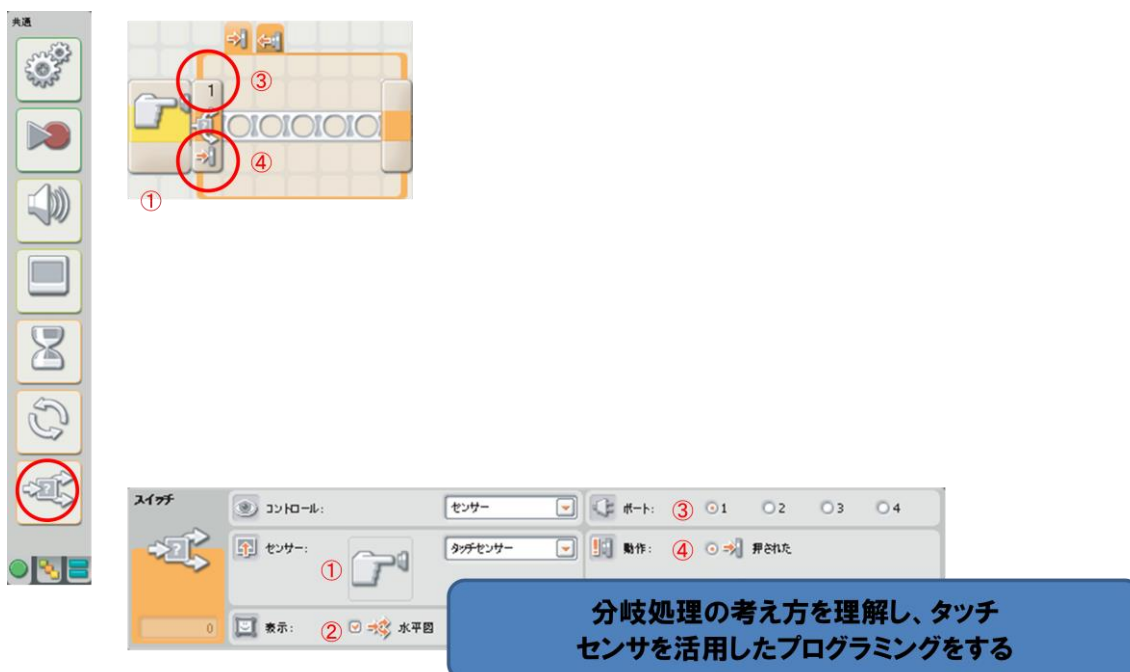 共通
1
③
④
①
スイッチ
コントロール:
センサー
ポート: ③ 1 2 3 4
センサー:
①
タッチセンサー
動作: ④ 押された
0
表示: ② 水平図
分岐処理の考え方を理解し、タッチ
センサを活用したプログラミングをする